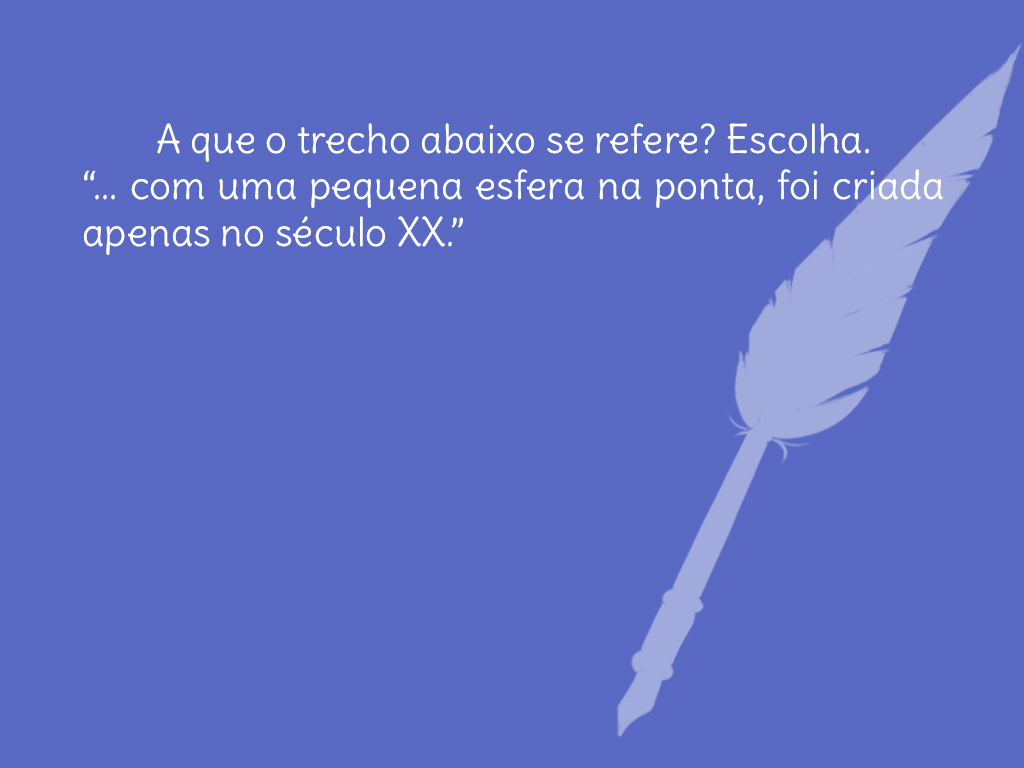 A que o trecho abaixo se refere? Escolha.
“... com uma pequena esfera na ponta, foi criada
apenas no século XX.”